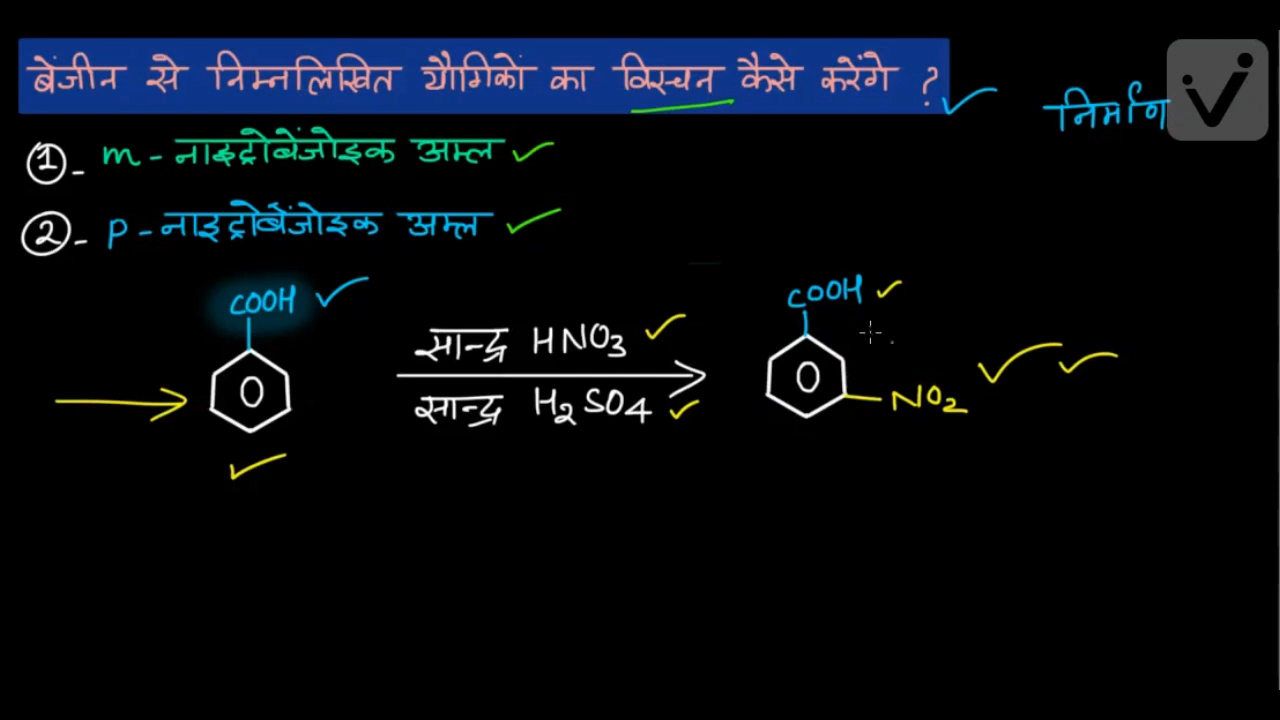 बेंजीन से निम्नलिखित यौगिकों का विरचन कैसे करेंगे ?
निर्माण
1- m-नाइट्रोबेंजोइक अम्ल
2- p-नाइट्रोबेंजोइक अम्ल
COOH
COOH
सान्द्र HNO3
सान्द्र H2SO4
NO2